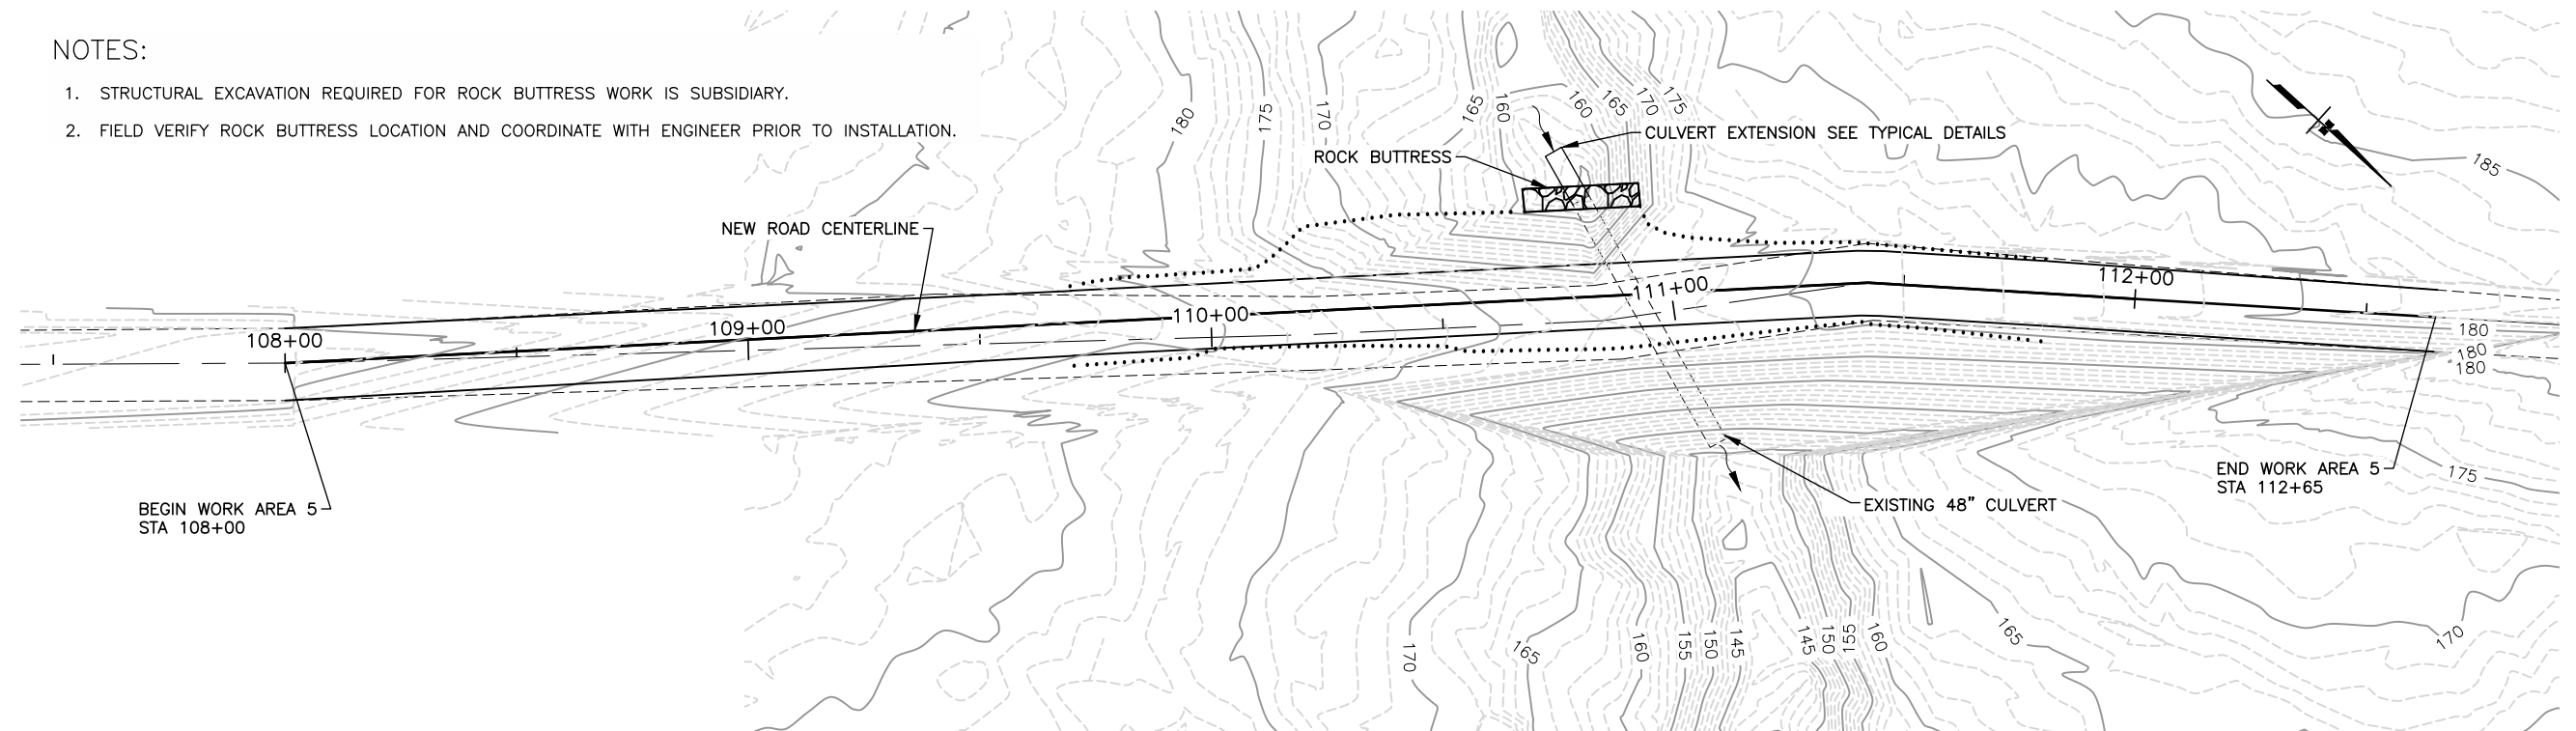 NOTES:
1. STRUCTURAL EXCAVATION REQUIRED FOR ROCK BUTTRESS WORK IS SUBSIDIARY.
2. FIELD VERIFY ROCK BUTTRESS LOCATION AND COORDINATE WITH ENGINEER PRIOR TO INSTALLATION.
180
175
170
165
160
160
165
170
175
CULVERT EXTENSION SEE TYPICAL DETAILS
ROCK BUTTRESS
185
NEW ROAD CENTERLINE
108+00
109+00
110+00
111+00
112+00
180
180
180
BEGIN WORK AREA 5
STA 108+00
EXISTING 48" CULVERT
END WORK AREA 5
STA 112+65
175
170
165
160
155
150
145
145
150
155
160
165
170